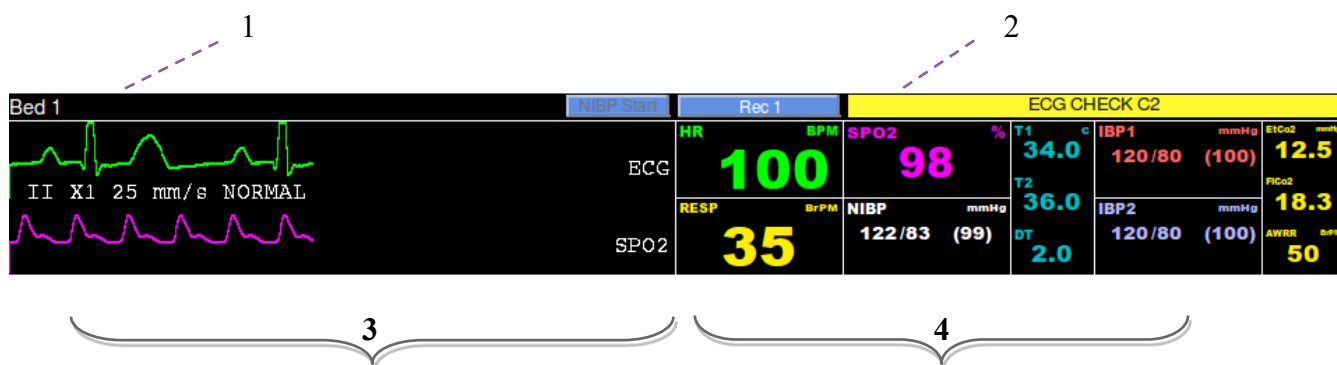 1
2
Bed 1
NIBP Start
Rec 1
ECG CHECK C2
ECG
II X1 25 mm/s NORMAL
SPO2
HR BPM
100
RESP BrPM
35
SPO2 %
98
NIBP mmHg
122/83 (99)
T1 c
34.0
T2
36.0
DT
2.0
IBP1 mmHg
120/80 (100)
IBP2 mmHg
120/80 (100)
EtCo2 mmHg
12.5
FiCo2
18.3
AWRR BrPM
50
3
4